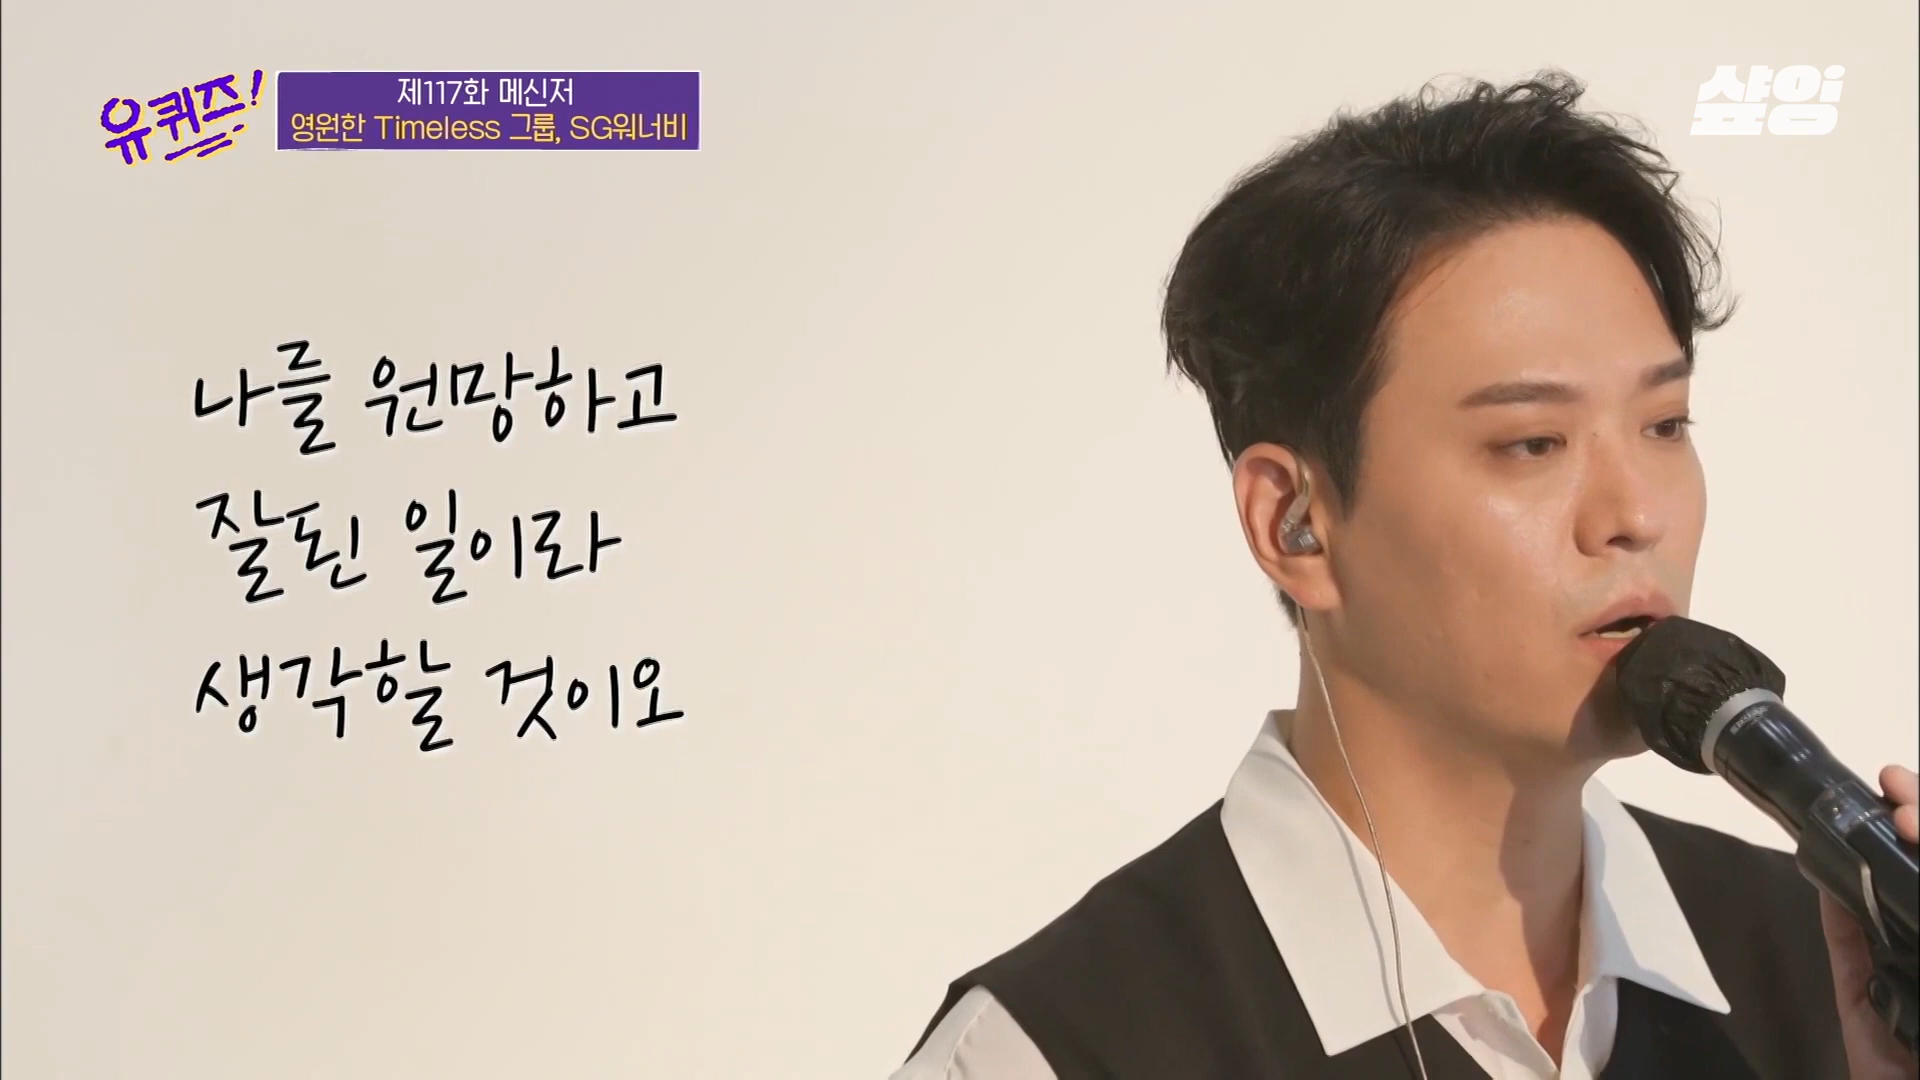 유퀴즈!
제117화 메신저
영원한 Timeless 그룹, SG워너비
샾잉
나를 원망하고
잘된 일이라
생각할 것이오